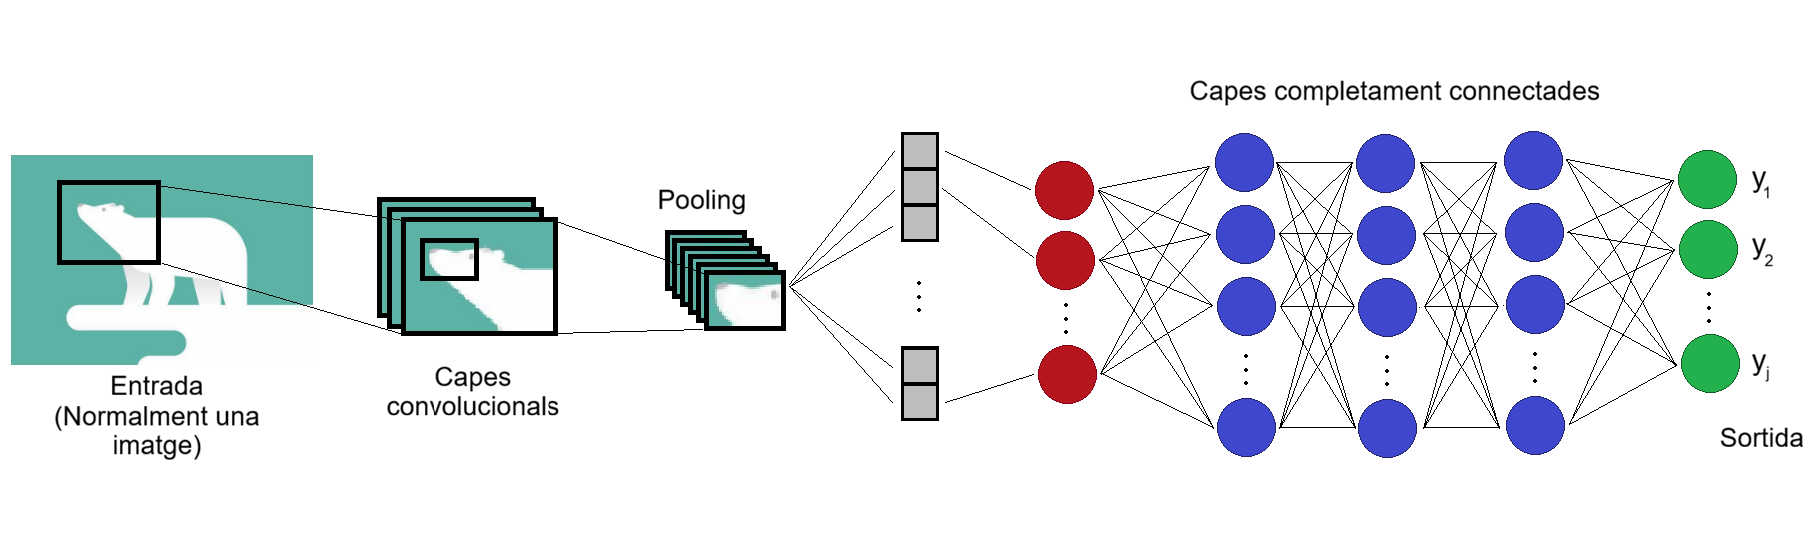 Entrada
(Normalment una
imatge)
Capes
convolucionals
Pooling
Capes completament connectades
y1
y2
yj
Sortida